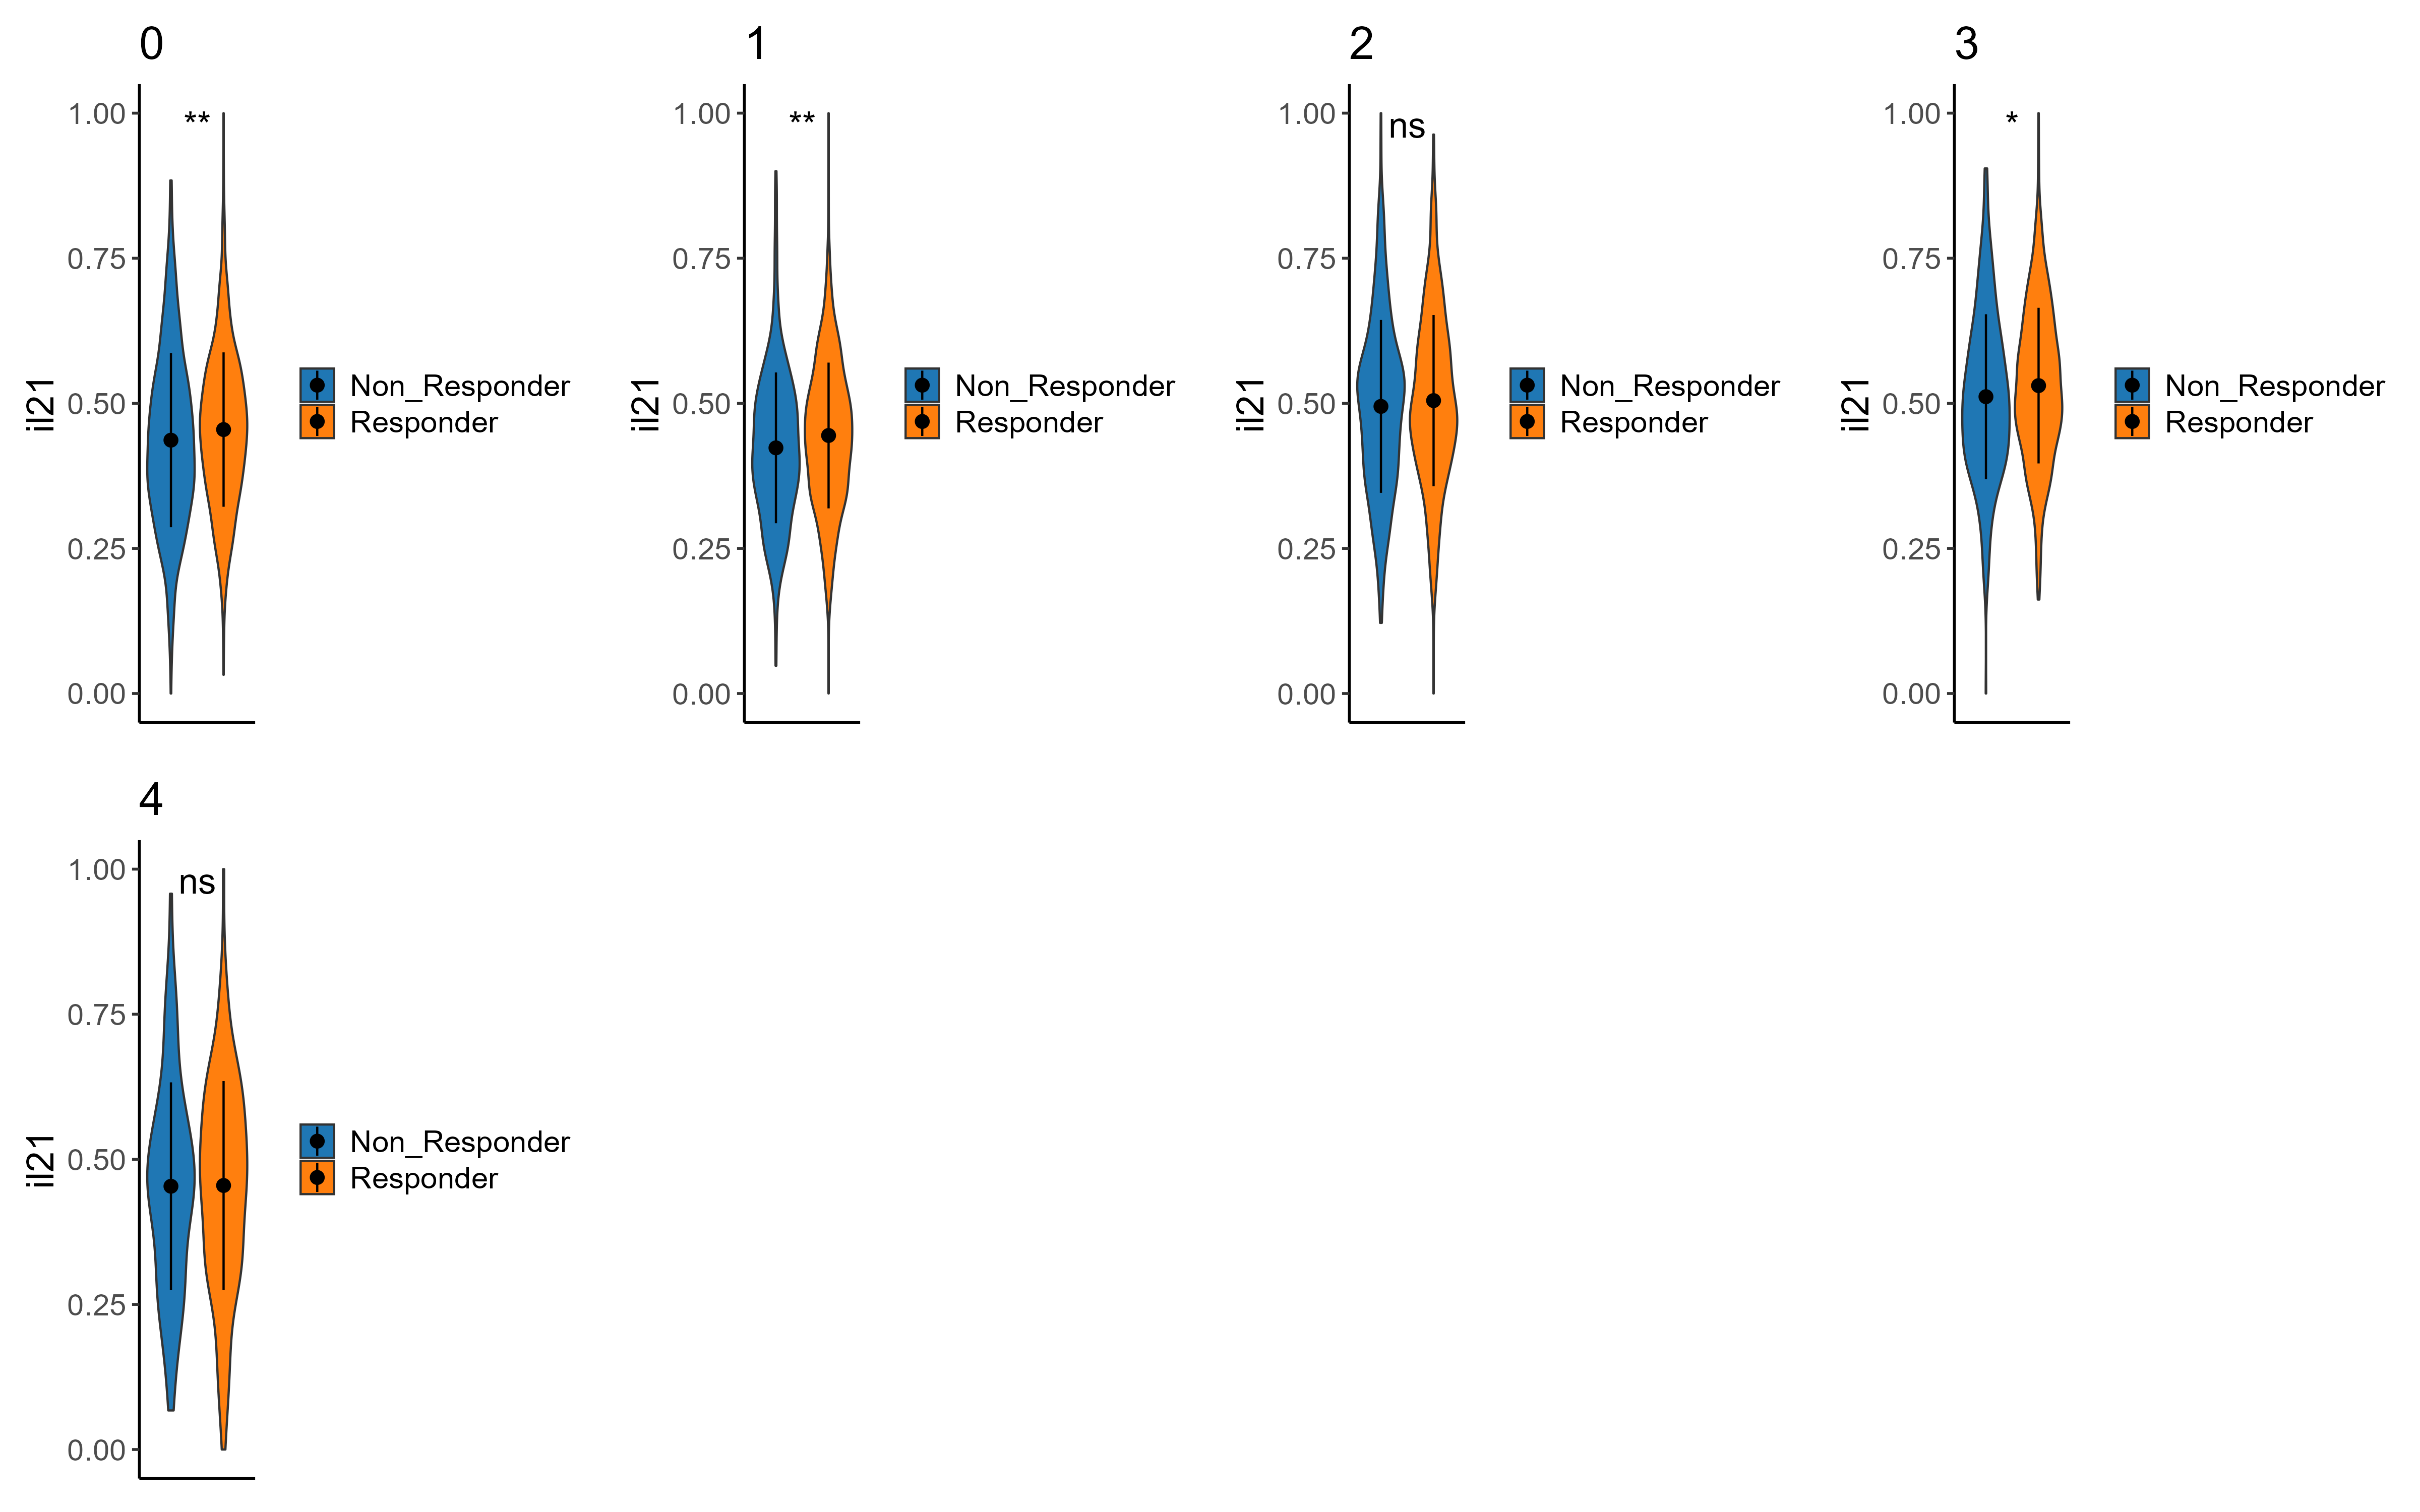 0
**
1.00
0.75
0.50
0.25
0.00
il21
Non_Responder
Responder
1
**
1.00
0.75
0.50
0.25
0.00
il21
Non_Responder
Responder
2
ns
1.00
0.75
0.50
0.25
0.00
il21
Non_Responder
Responder
3
*
1.00
0.75
0.50
0.25
0.00
il21
Non_Responder
Responder
4
ns
1.00
0.75
0.50
0.25
0.00
il21
Non_Responder
Responder